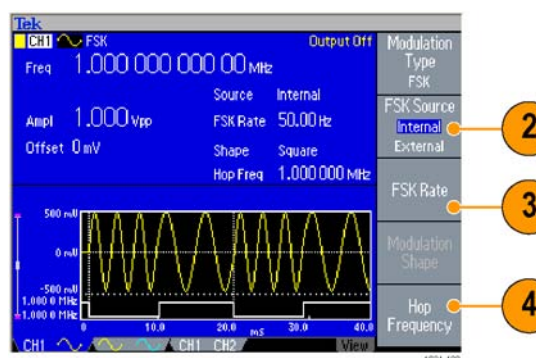 Tek
CH1 FSK Output Off
Freq 1.000 000 000 00 MHz
Source Internal
Ampl 1.000 Vpp FSK Rate 50.00 Hz
Offset 0 mV Shape Square
Hop Freq 1.000 000 MHz
500 mV
0 mV
-500 mV
1.000 0 MHz
1.000 0 MHz
0 10.0 20.0 30.0 40.0
ms
CH1 CH1 CH2 View
Modulation
Type
FSK
FSK Source
Internal
External
2
FSK Rate
3
Modulation
Shape
Hop
Frequency
4